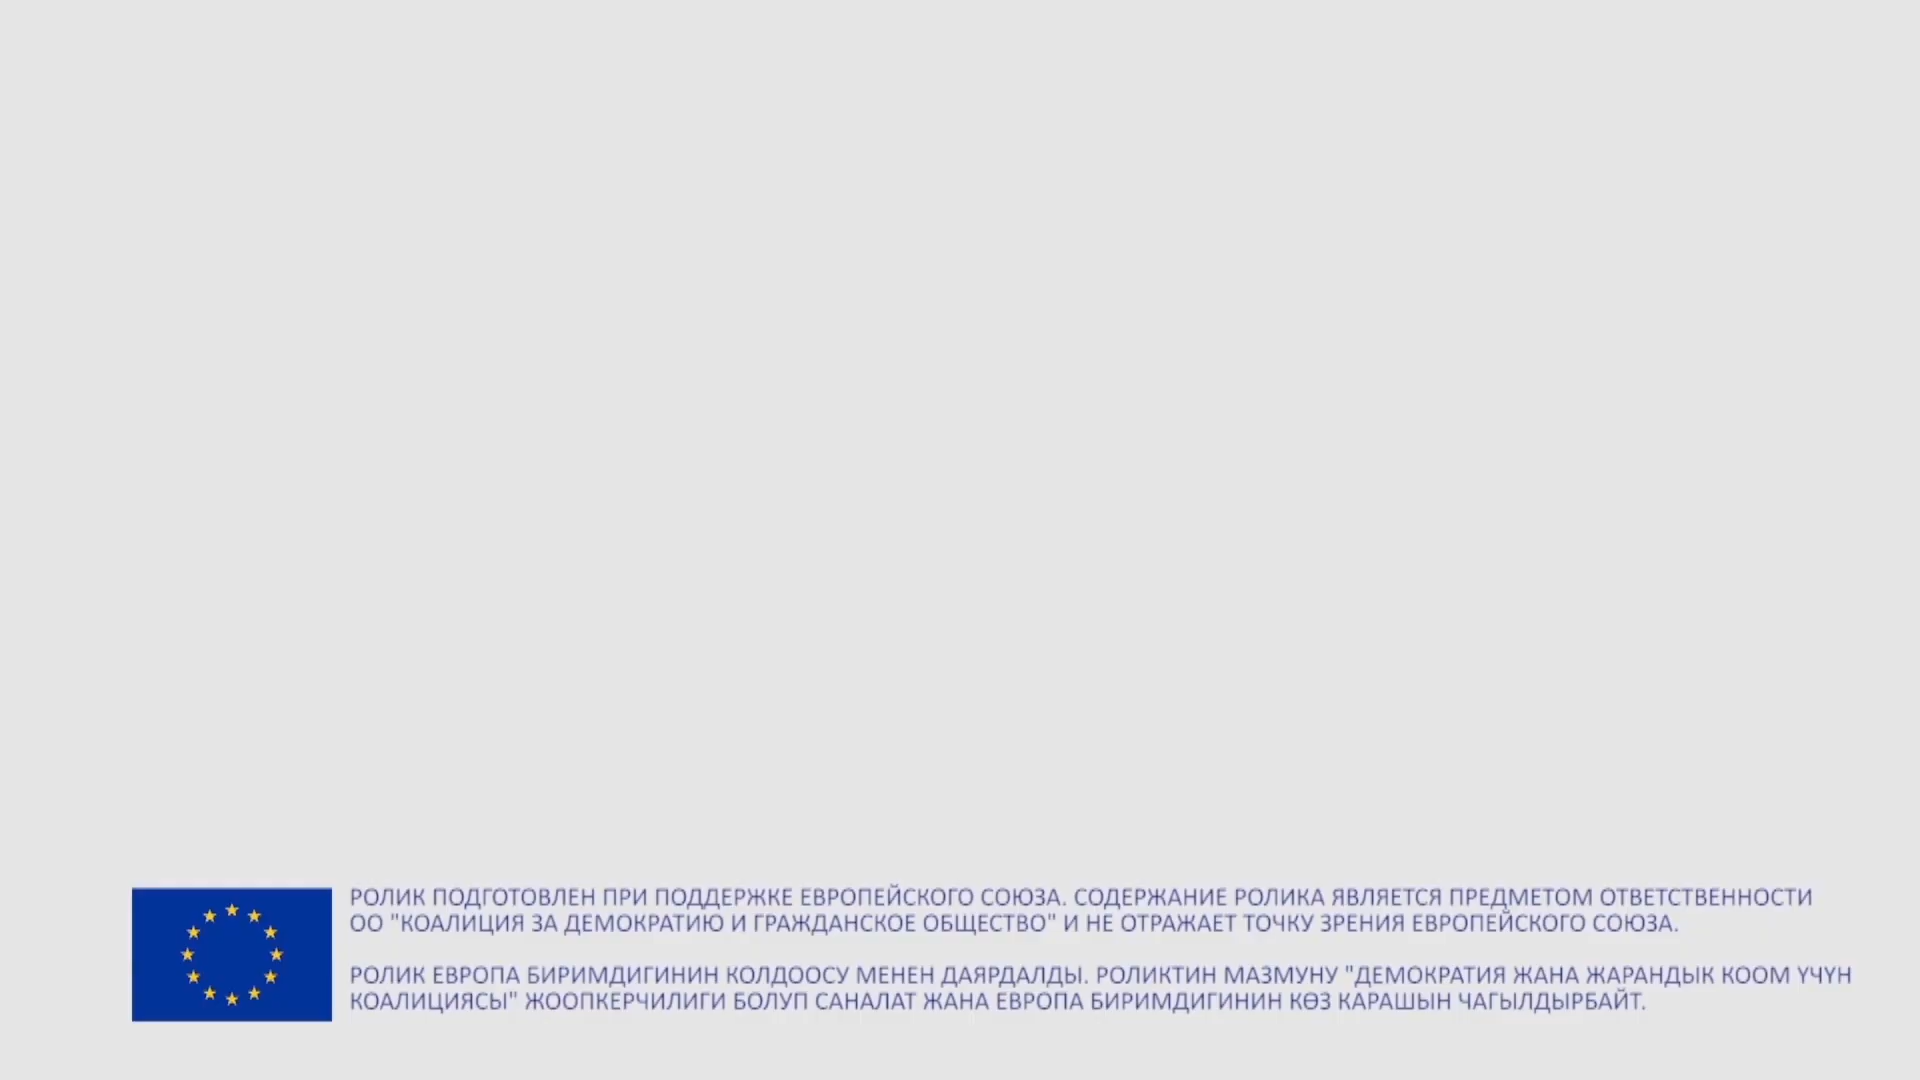 РОЛИК ПОДГОТОВЛЕН ПРИ ПОДДЕРЖКЕ ЕВРОПЕЙСКОГО СОЮЗА. СОДЕРЖАНИЕ РОЛИКА ЯВЛЯЕТСЯ ПРЕДМЕТОМ ОТВЕТСТВЕННОСТИ
ОО "КОАЛИЦИЯ ЗА ДЕМОКРАТИЮ И ГРАЖДАНСКОЕ ОБЩЕСТВО" И НЕ ОТРАЖАЕТ ТОЧКУ ЗРЕНИЯ ЕВРОПЕЙСКОГО СОЮЗА.
РОЛИК ЕВРОПА БИРИМДИГИНИН КОЛДООСУ МЕНЕН ДАЯРДАЛДЫ. РОЛИКТИН МАЗМУНУ "ДЕМОКРАТИЯ ЖАНА ЖАРАНДЫК КООМ ҮЧҮН
КОАЛИЦИЯСЫ" ЖООПКЕРЧИЛИГИ БОЛУП САНАЛАТ ЖАНА ЕВРОПА БИРИМДИГИНИН КӨЗ КАРАШЫН ЧАГЫЛДЫРБАЙТ.